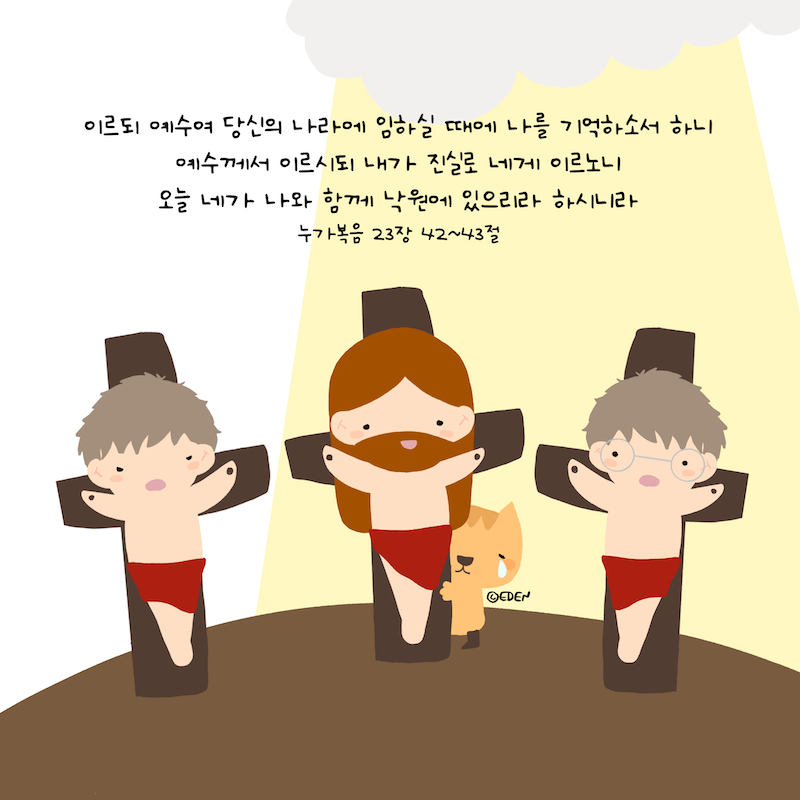 이르되 예수여 당신의 나라에 임하실 때에 나를 기억하소서 하니
예수께서 이르시되 내가 진실로 네게 이르노니
오늘 네가 나와 함께 낙원에 있으리라 하시니라
누가복음 23장 42~43절
©EDEN